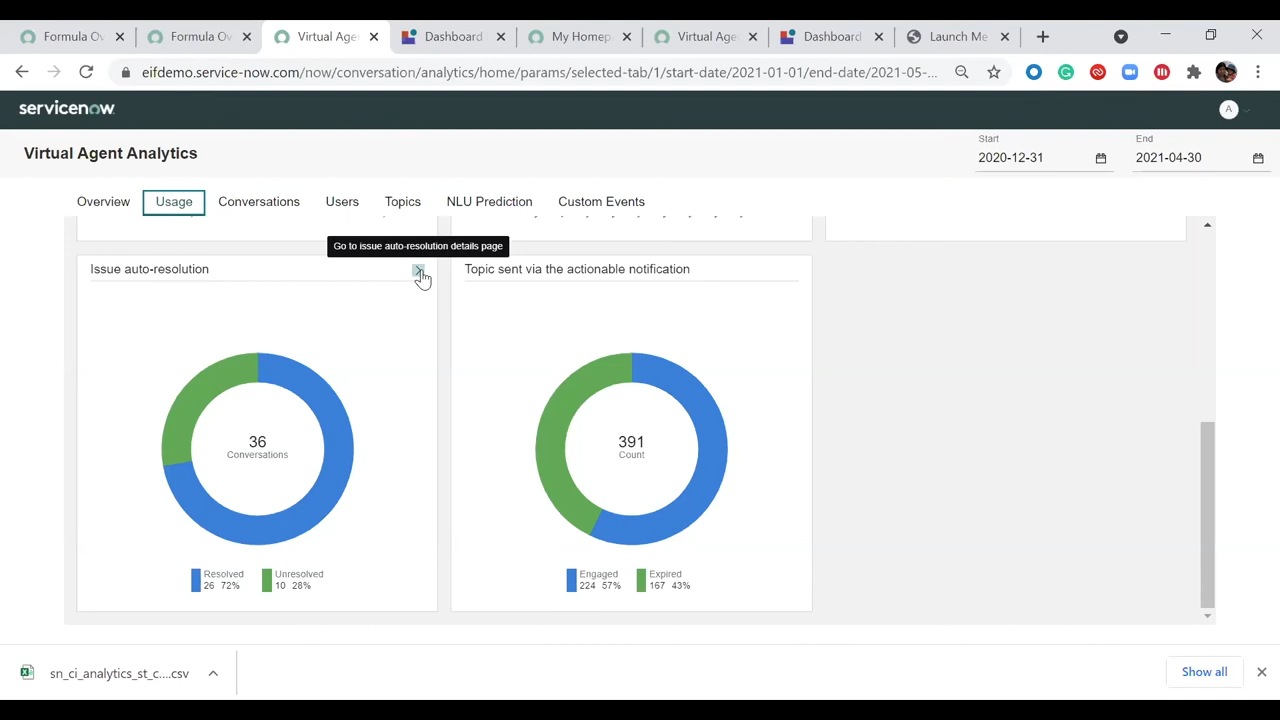 Formula Ov
Formula Ov
Virtual Age
Dashboard
My Homep
Virtual Age
Dashboard
Launch Me
eifdemo.service-now.com/now/conversation/analytics/home/params/selected-tab/1/start-date/2021-01-01/end-date/2021-05-...
servicenow
A
Virtual Agent Analytics
Start
2020-12-31
End
2021-04-30
Overview
Usage
Conversations
Users
Topics
NLU Prediction
Custom Events
Go to issue auto-resolution details page
Issue auto-resolution
Topic sent via the actionable notification
36
Conversations
391
Count
Resolved
26 72%
Unresolved
10 28%
Engaged
224 57%
Expired
167 43%
sn_ci_analytics_st_c....csv
Show all